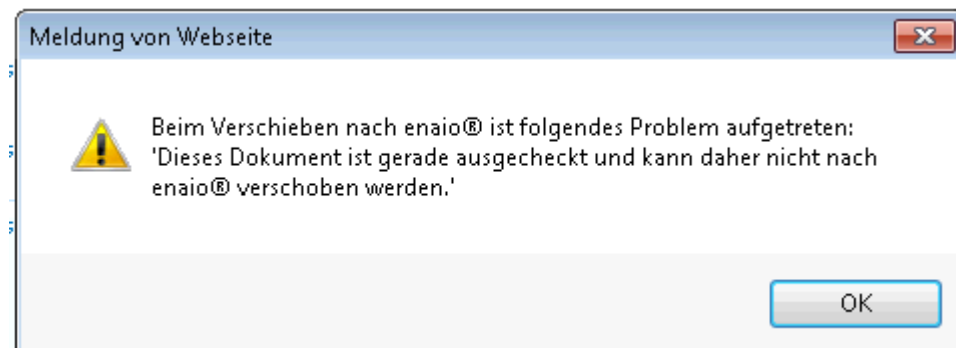 Meldung von Webseite
Beim Verschieben nach enaio® ist folgendes Problem aufgetreten:
'Dieses Dokument ist gerade ausgecheckt und kann daher nicht nach
enaio® verschoben werden.'
OK